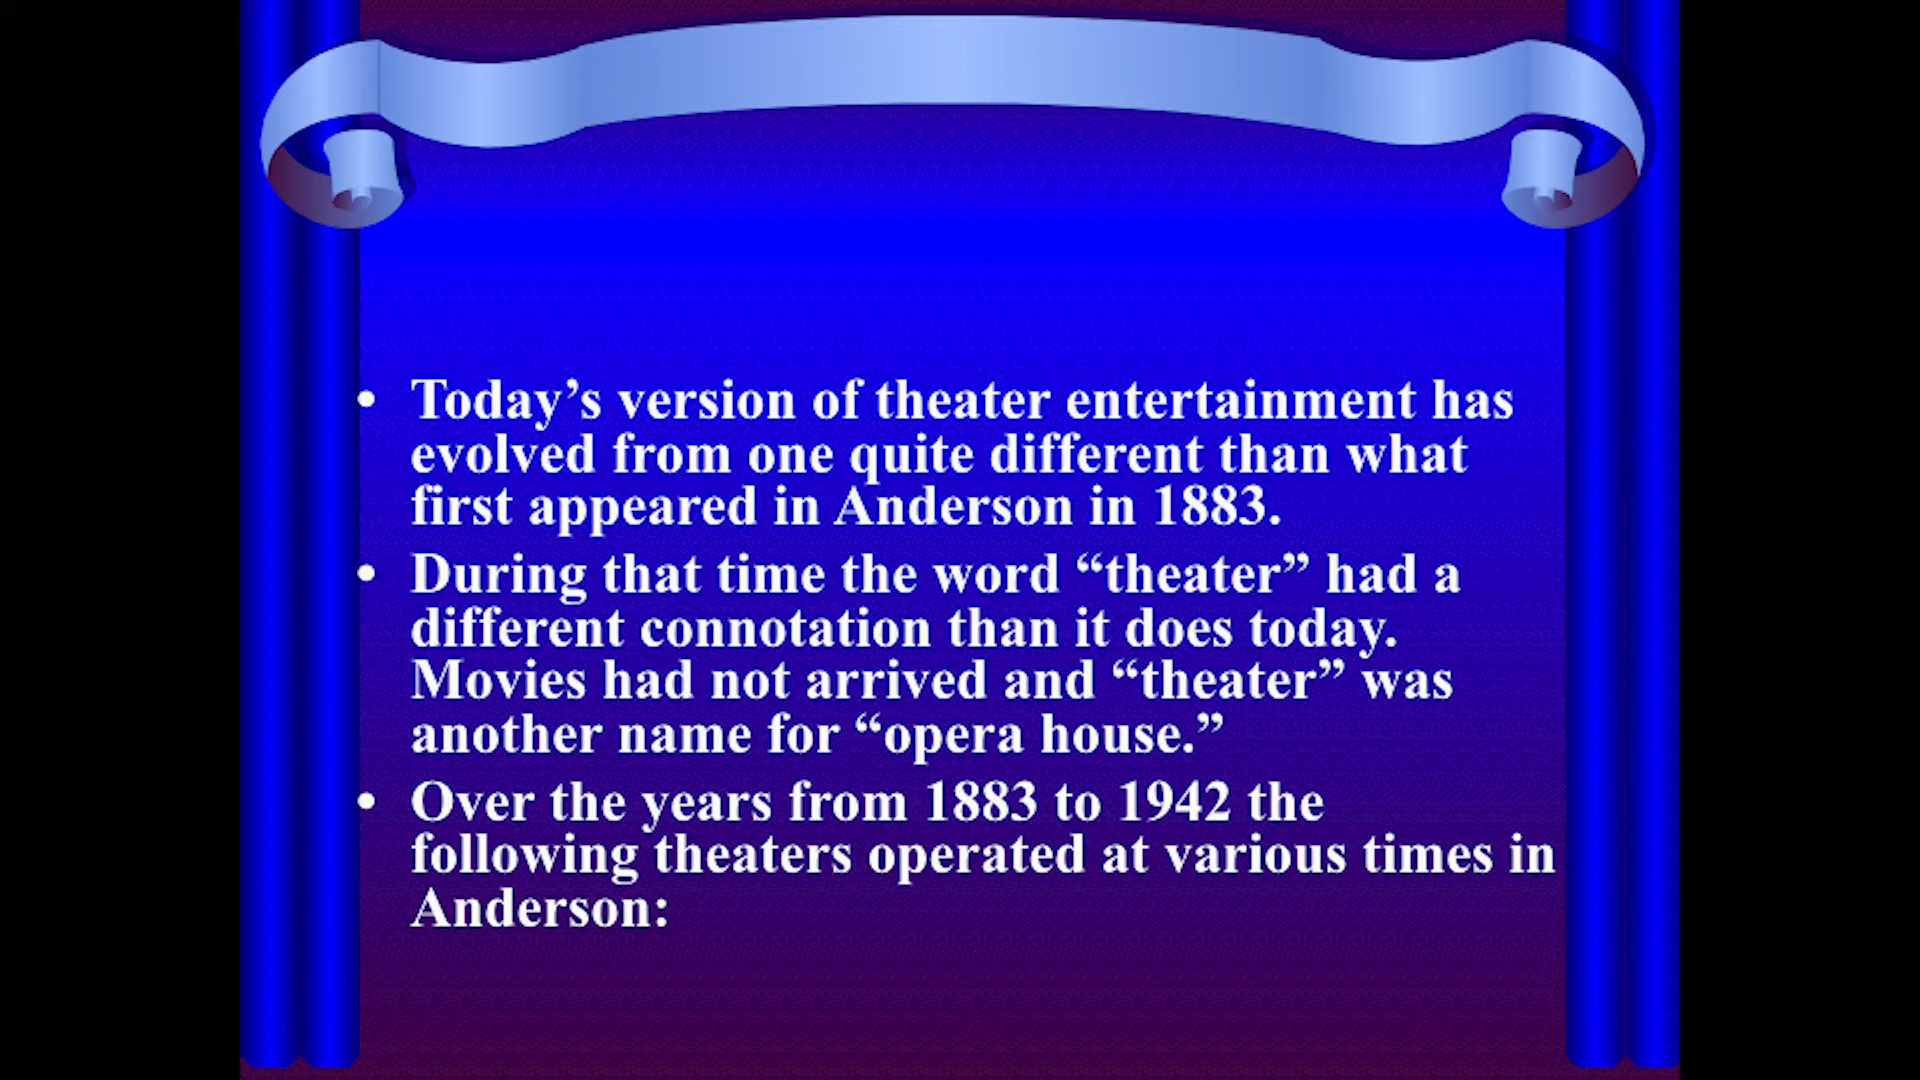 • Today’s version of theater entertainment has
evolved from one quite different than what
first appeared in Anderson in 1883.
• During that time the word “theater” had a
different connotation than it does today.
Movies had not arrived and “theater” was
another name for “opera house.”
• Over the years from 1883 to 1942 the
following theaters operated at various times in
Anderson: